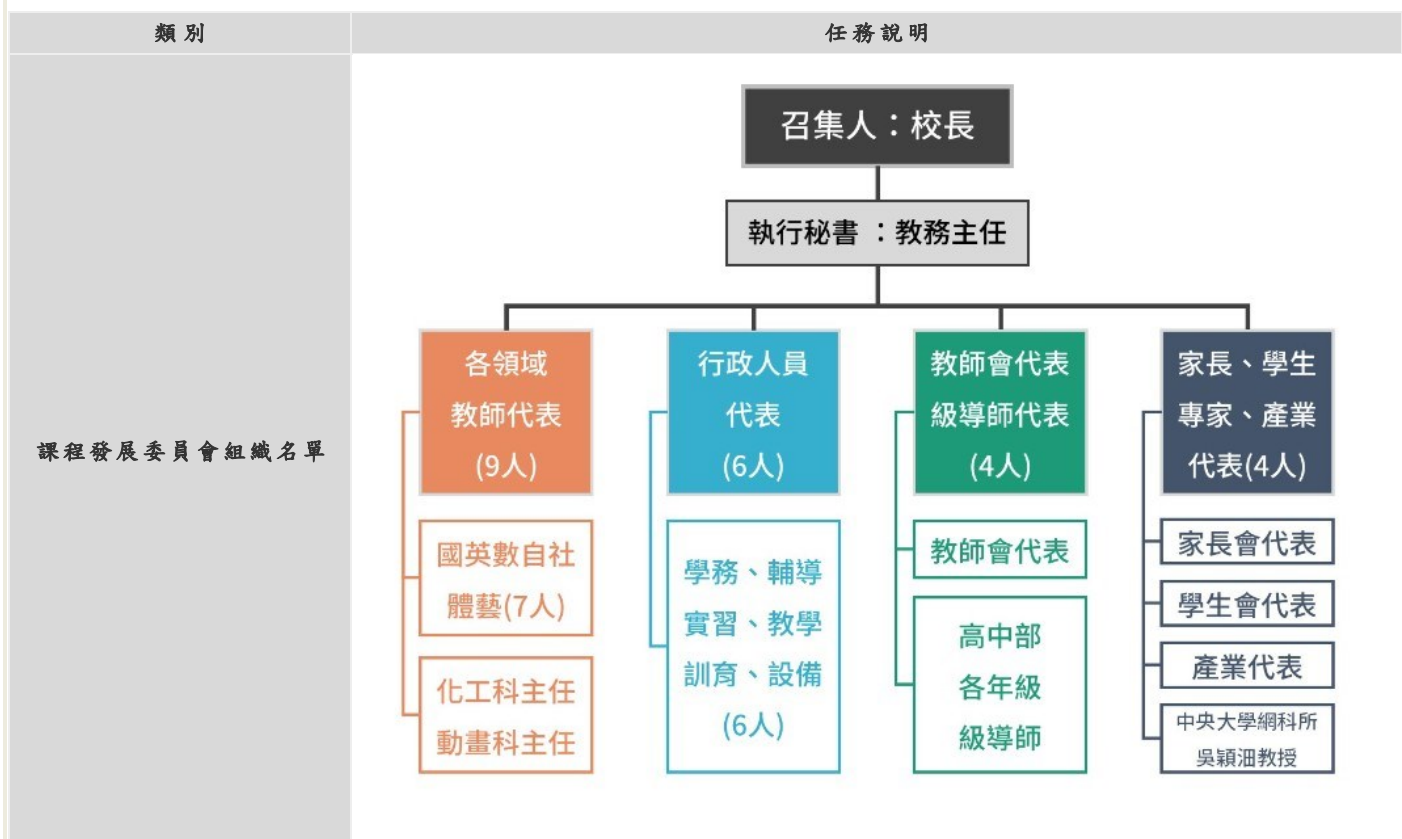 類別
任務說明
課程發展委員會組織名單
召集人：校長
執行秘書 ：教務主任
各領域
教師代表
(9人)
國英數自社
體藝(7人)
化工科主任
動畫科主任
行政人員
代表
(6人)
學務、輔導
實習、教學
訓育、設備
(6人)
教師會代表
級導師代表
(4人)
教師會代表
高中部
各年級
級導師
家長、學生
專家、產業
代表(4人)
家長會代表
學生會代表
產業代表
中央大學網科所
吳穎沺教授